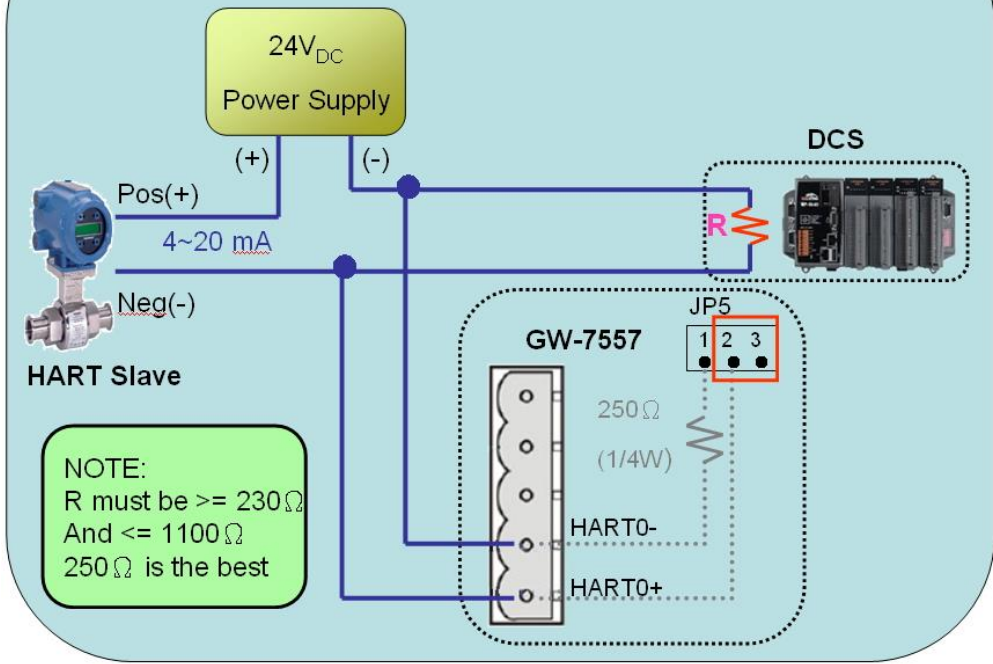 24VDC
Power Supply
(+)
(-)
DCS
Pos(+)
R
4~20 mA
Neg(-)
JP5
GW-7557
1 2 3
HART Slave
250Ω
(1/4W)
NOTE:
R must be >= 230Ω
And <= 1100Ω
250Ω is the best
HART0-
HART0+